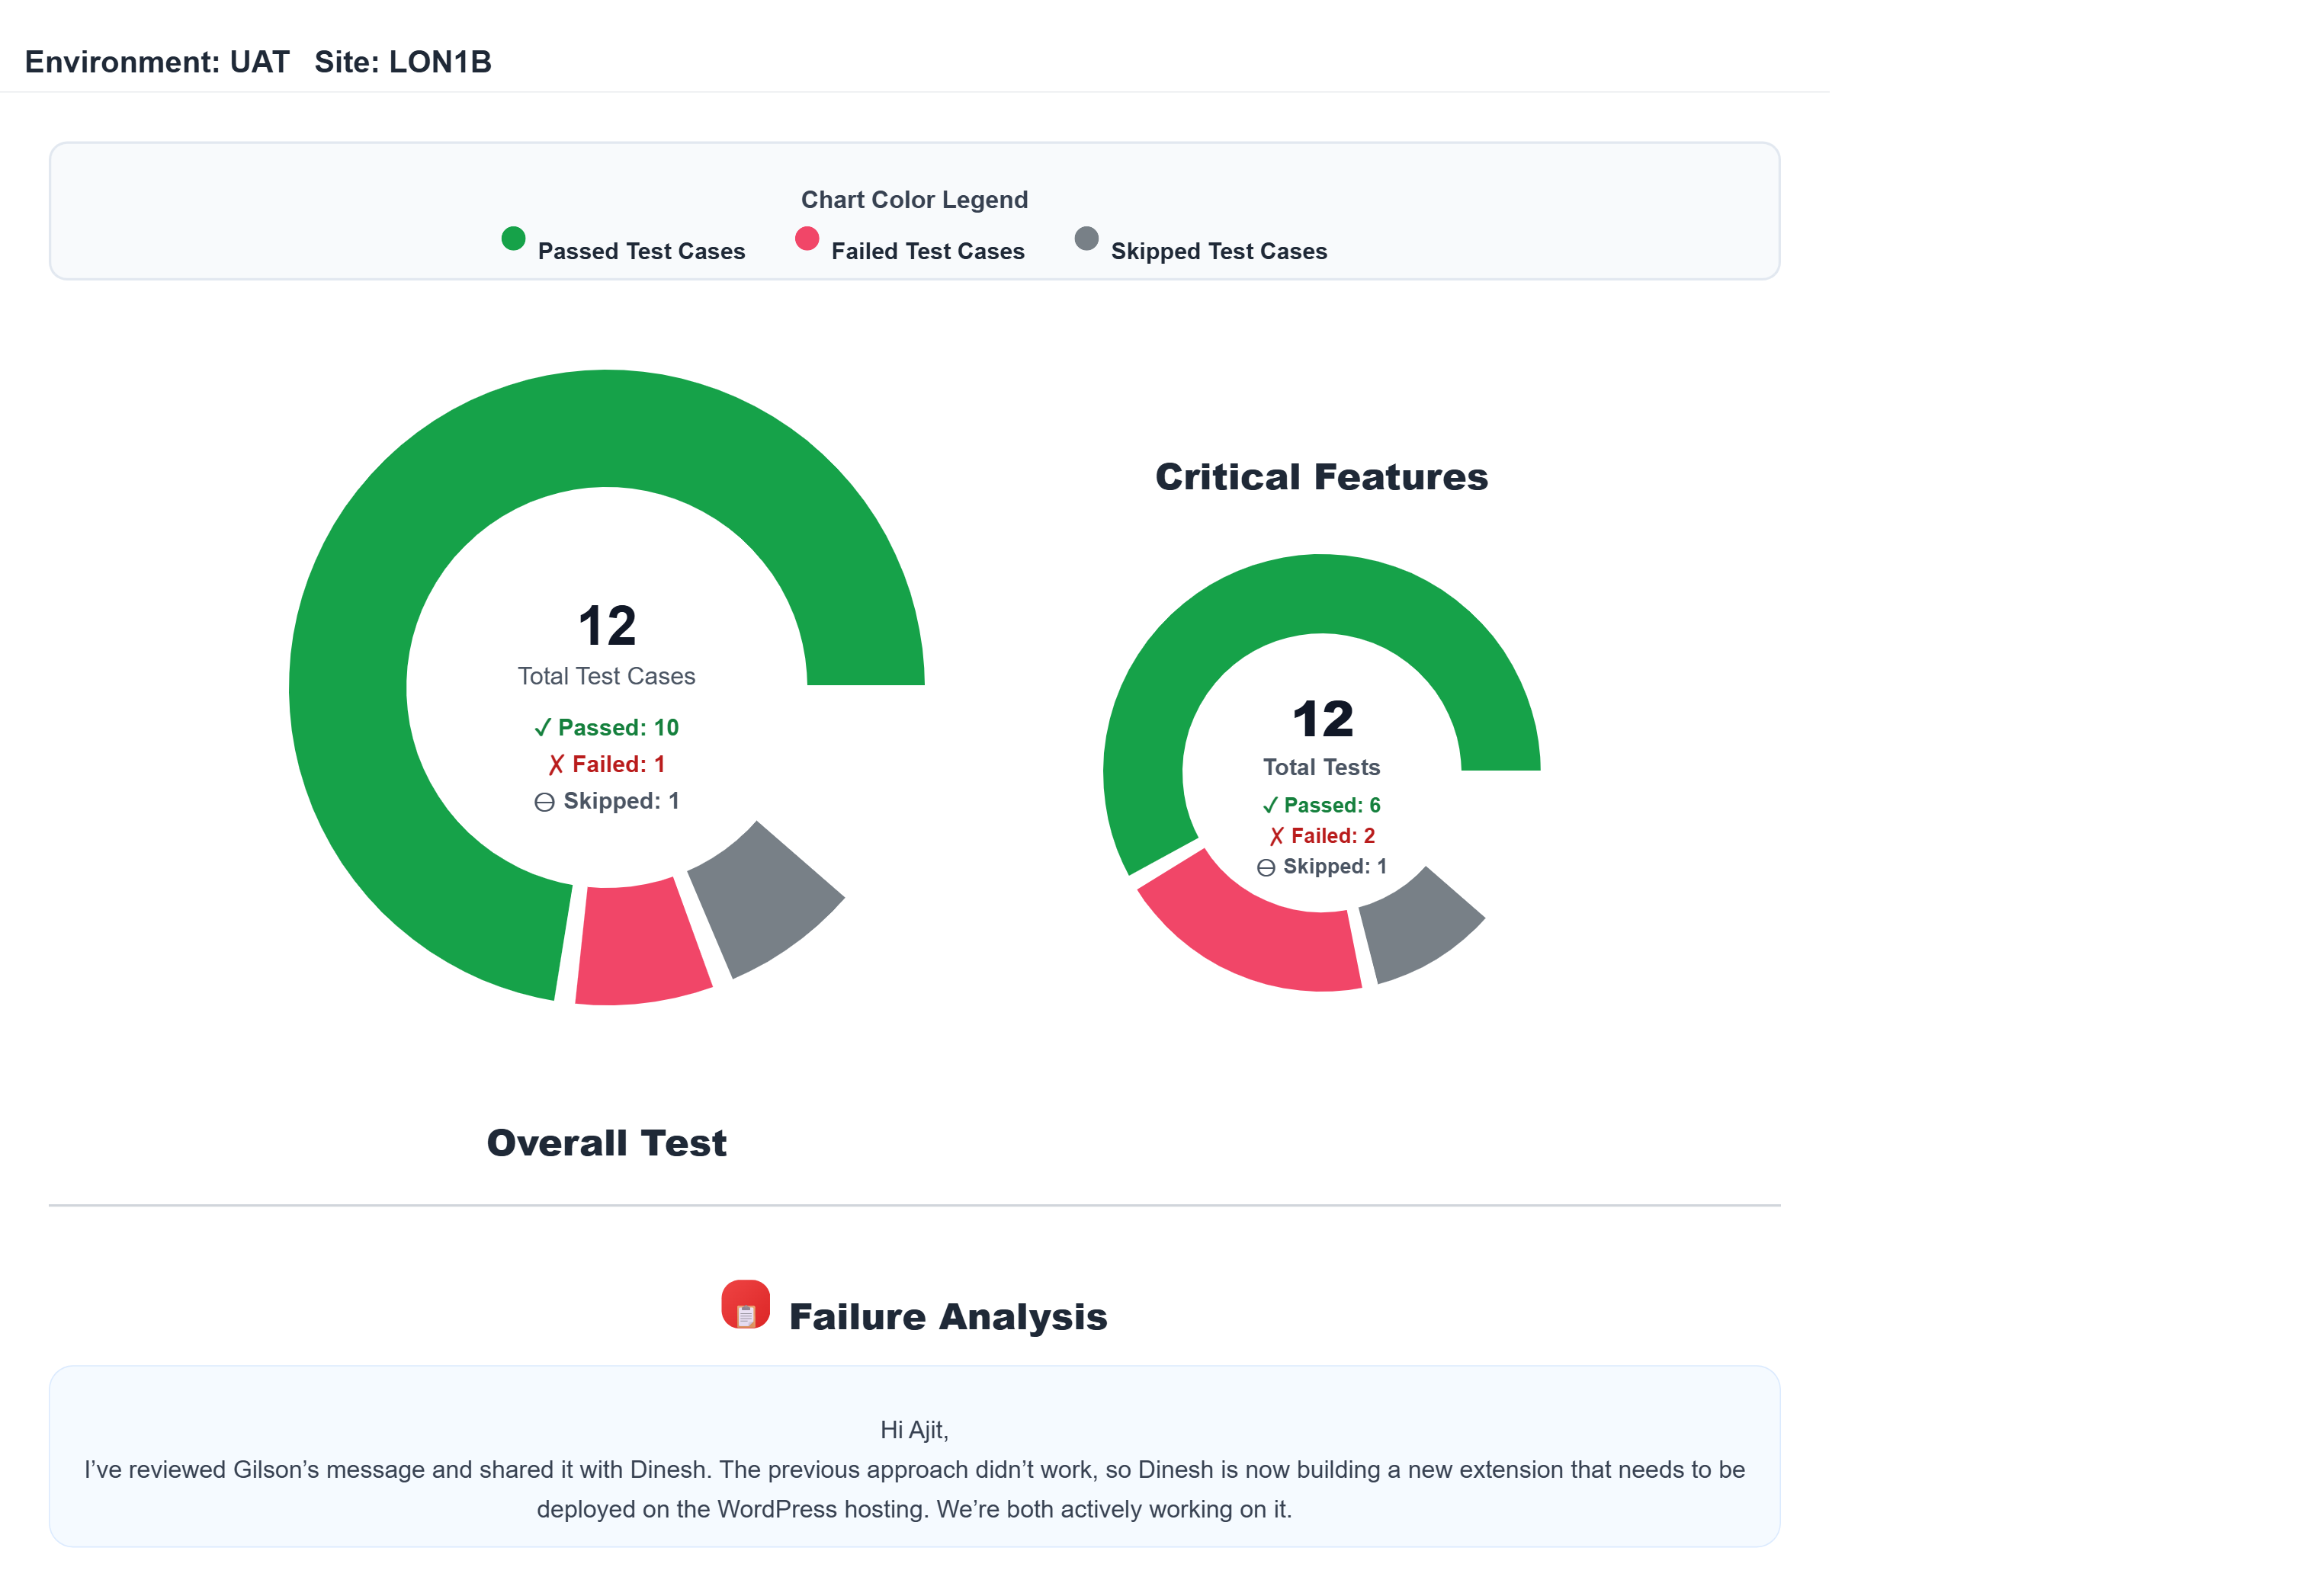 Environment: UAT   Site: LON1B
Chart Color Legend
Passed Test Cases
Failed Test Cases
Skipped Test Cases
12
Total Test Cases
✓ Passed: 10
✗ Failed: 1
⊖ Skipped: 1
Overall Test
Critical Features
12
Total Tests
✓ Passed: 6
✗ Failed: 2
⊖ Skipped: 1
Failure Analysis
Hi Ajit,
I’ve reviewed Gilson’s message and shared it with Dinesh. The previous approach didn’t work, so Dinesh is now building a new extension that needs to be
deployed on the WordPress hosting. We’re both actively working on it.